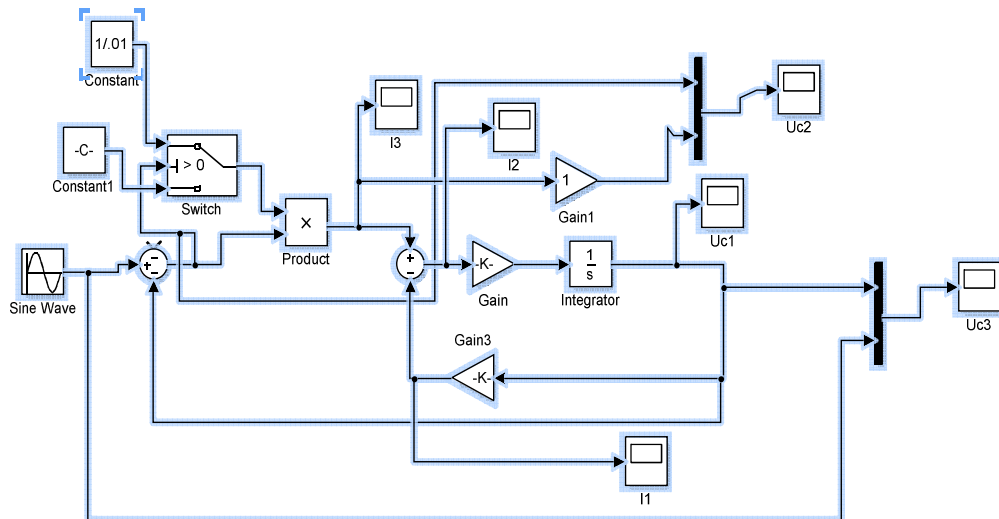 1/.01
Constant
-C-
Constant1
> 0
Switch
I3
I2
Uc2
1
Gain1
Uc1
×
Product
+
−
−
+
−
Sine Wave
-K-
Gain
1
s
Integrator
Uc3
Gain3
-K-
I1